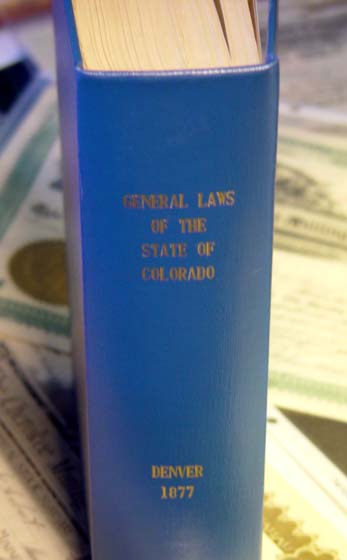 GENERAL LAWS
OF THE
STATE OF
COLORADO
DENVER
1877